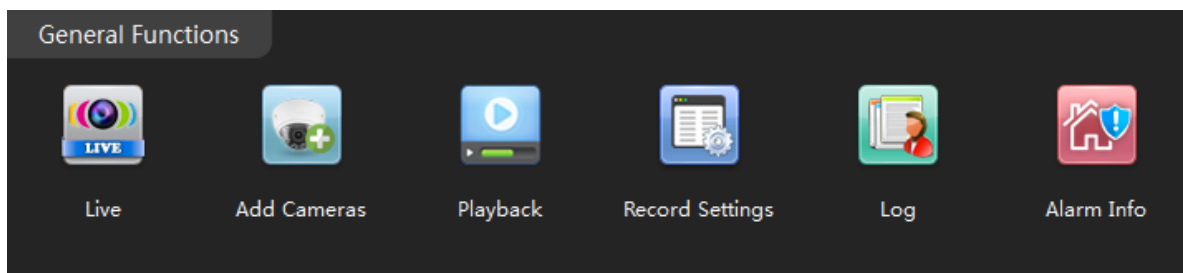 General Functions
LIVE
Live
Add Cameras
Playback
Record Settings
Log
Alarm Info